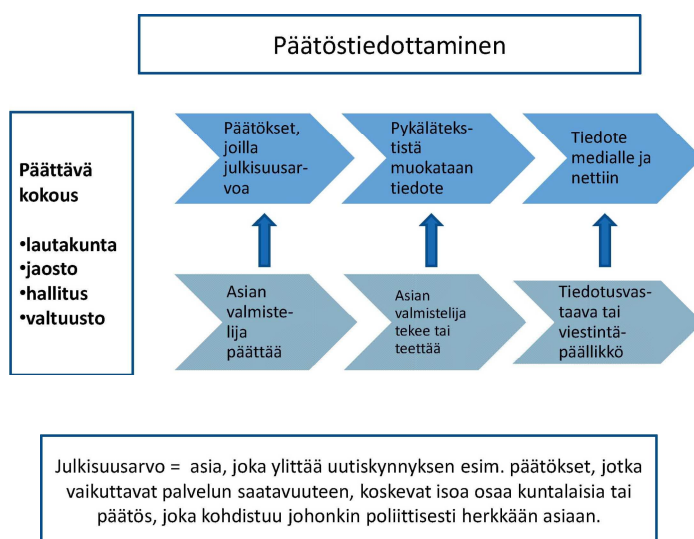 Päätöstiedottaminen
Päättävä
kokous
•lautakunta
•jaosto
•hallitus
•valtuusto
Päätökset,
joilla
julkisuusar-
voa
Pykäläteks-
tistä
muokataan
tiedote
Tiedote
medialle ja
nettiin
Asian
valmiste-
lija
päättää
Asian
valmistelija
tekee tai
teettää
Tiedotusvas-
taava tai
viestintä-
päällikkö
Julkisuusarvo = asia, joka ylittää uutiskynnyksen esim. päätökset, jotka
vaikuttavat palvelun saatavuuteen, koskevat isoa osaa kuntalaisia tai
päätös, joka kohdistuu johonkin poliittisesti herkkään asiaan.